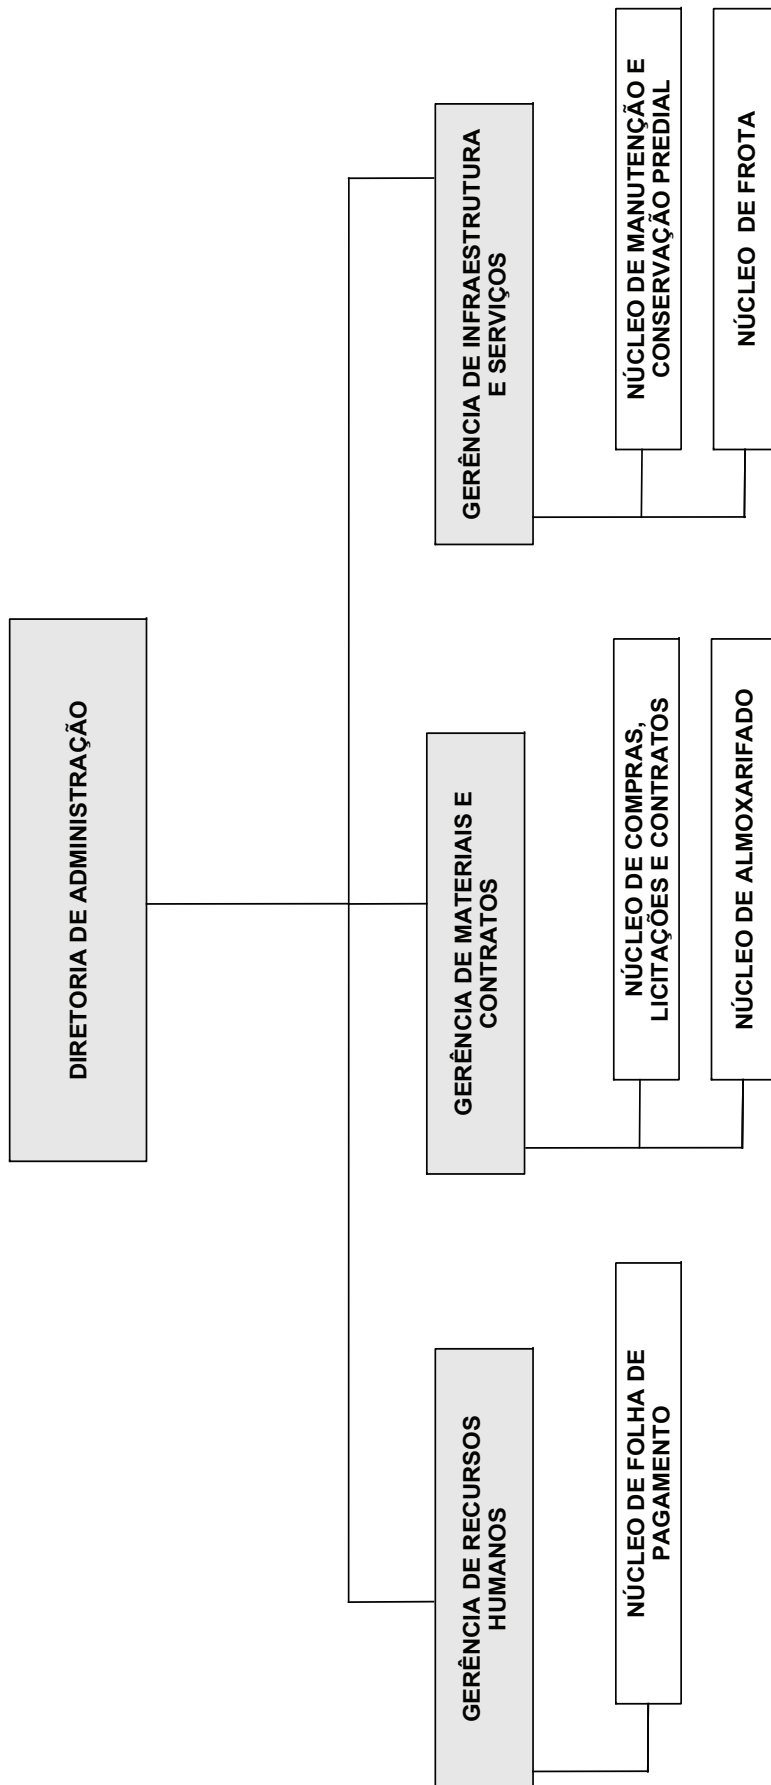 DIRETORIA DE ADMINISTRAÇÃO
GERÊNCIA DE RECURSOS
HUMANOS
NÚCLEO DE FOLHA DE
PAGAMENTO
GERÊNCIA DE MATERIAIS E
CONTRATOS
NÚCLEO DE COMPRAS,
LICITAÇÕES E CONTRATOS
NÚCLEO DE ALMOXARIFADO
GERÊNCIA DE INFRAESTRUTURA
E SERVIÇOS
NÚCLEO DE MANUTENÇÃO E
CONSERVAÇÃO PREDIAL
NÚCLEO DE FROTA